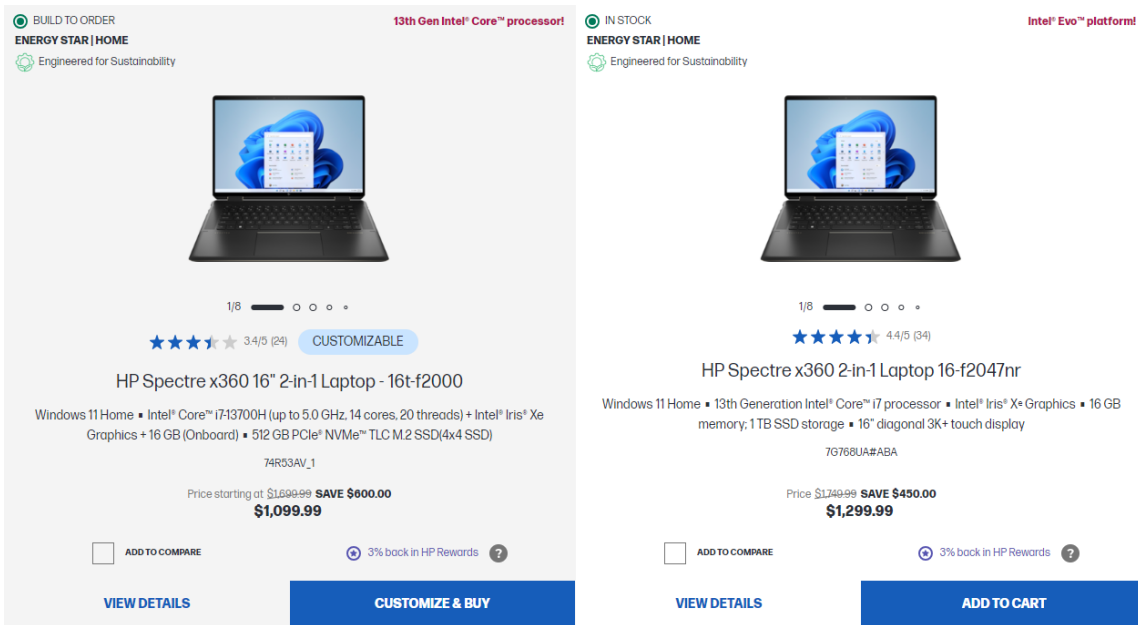 BUILD TO ORDER
13th Gen Intel® Core™ processor!
ENERGY STAR | HOME
Engineered for Sustainability
1/8
3.4/5 (24)
CUSTOMIZABLE
HP Spectre x360 16" 2-in-1 Laptop - 16t-f2000
Windows 11 Home ▪ Intel® Core™ i7-13700H (up to 5.0 GHz, 14 cores, 20 threads) + Intel® Iris® Xe
Graphics + 16 GB (Onboard) ▪ 512 GB PCIe® NVMe™ TLC M.2 SSD(4x4 SSD)
74R53AV_1
Price starting at $1,699.99 SAVE $600.00
$1,099.99
ADD TO COMPARE
3% back in HP Rewards ?
VIEW DETAILS
CUSTOMIZE & BUY
IN STOCK
Intel® Evo™ platform!
ENERGY STAR | HOME
Engineered for Sustainability
1/8
4.4/5 (34)
HP Spectre x360 2-in-1 Laptop 16-f2047nr
Windows 11 Home ▪ 13th Generation Intel® Core™ i7 processor ▪ Intel® Iris® Xᵉ Graphics ▪ 16 GB
memory; 1 TB SSD storage ▪ 16" diagonal 3K+ touch display
7G768UA#ABA
Price $1,749.99 SAVE $450.00
$1,299.99
ADD TO COMPARE
3% back in HP Rewards ?
VIEW DETAILS
ADD TO CART